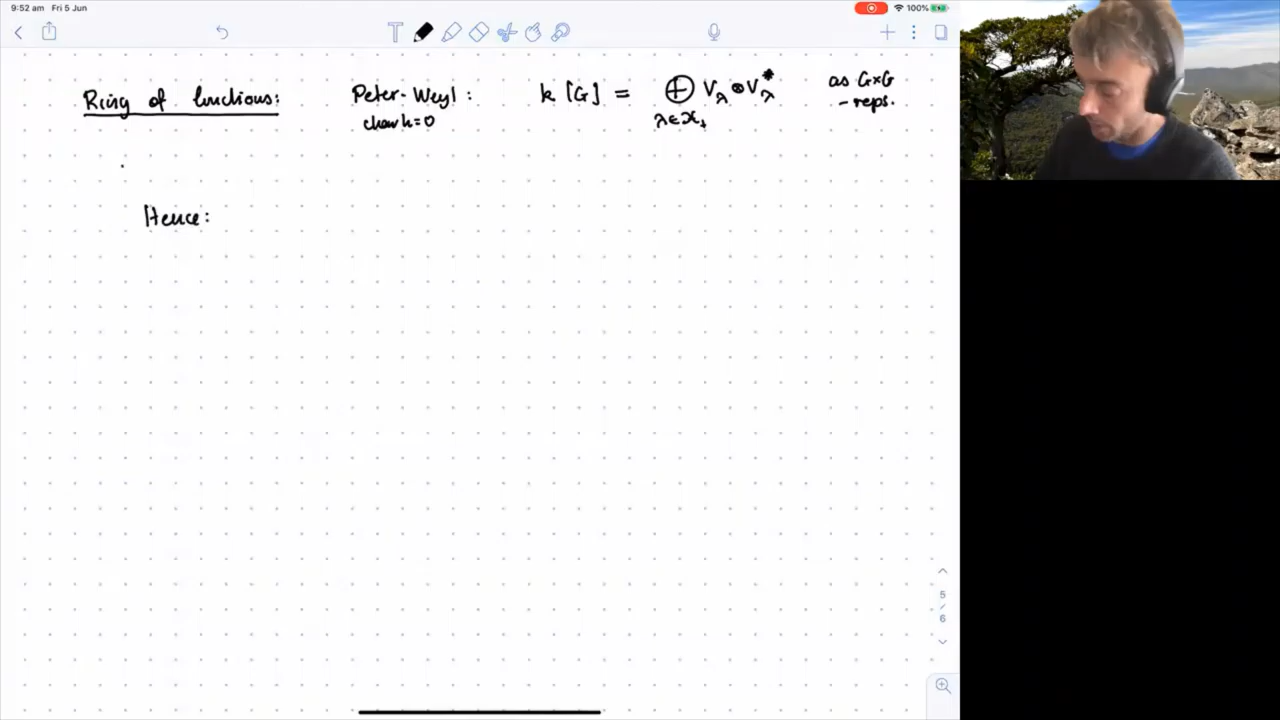 9:52 am Fri 5 Jun
100%
Ring of functions: Peter-Weyl: k[G] = ⊕ V_λ ⊗ V_λ^* as G×G
char k = 0 λ∈X_+ -reps.
Hence:
5
/
6